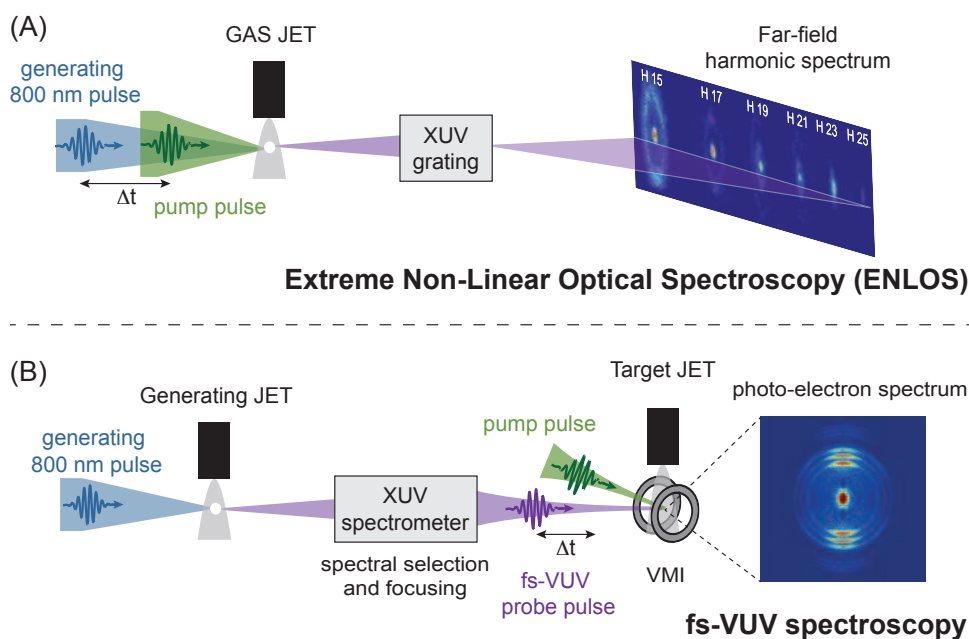 (A)
GAS JET
generating
800 nm pulse
Δt
pump pulse
XUV
grating
Far-field
harmonic spectrum
H 15
H 17
H 19
H 21
H 23
H 25
Extreme Non-Linear Optical Spectroscopy (ENLOS)
(B)
Generating JET
generating
800 nm pulse
XUV
spectrometer
spectral selection
and focusing
Target JET
pump pulse
Δt
fs-VUV
probe pulse
VMI
photo-electron spectrum
fs-VUV spectroscopy